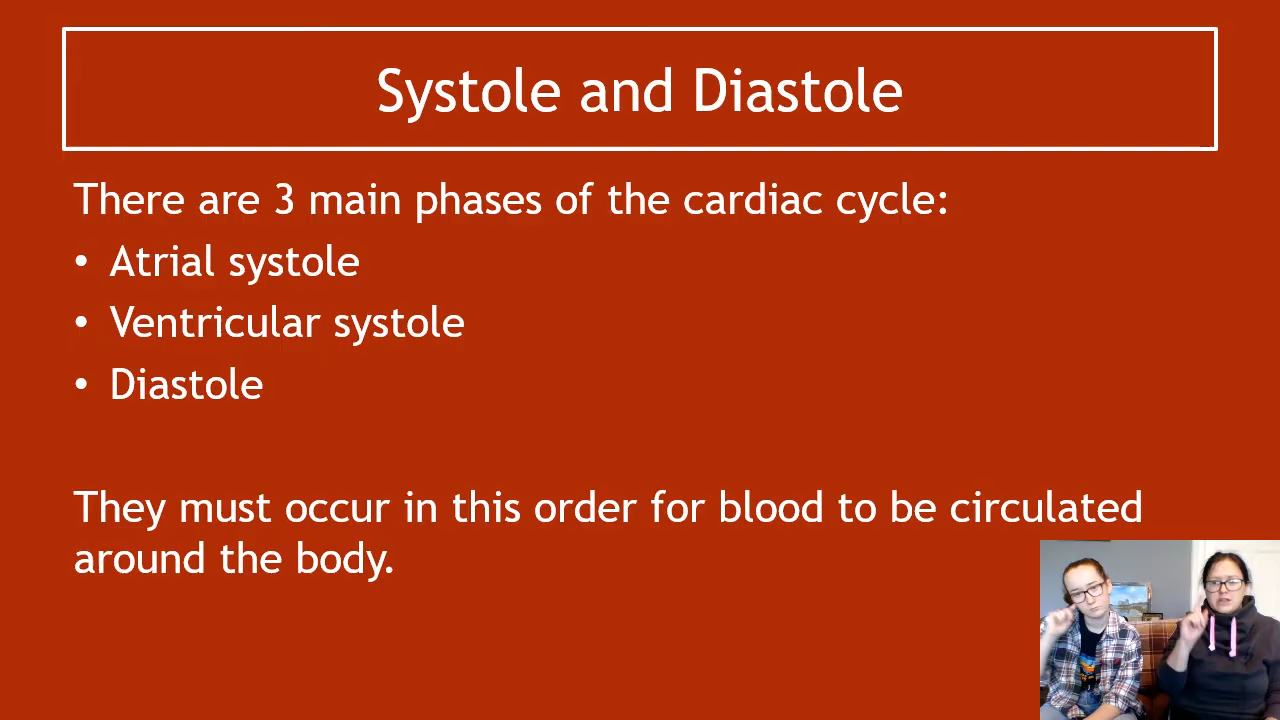 Systole and Diastole
There are 3 main phases of the cardiac cycle:
• Atrial systole
• Ventricular systole
• Diastole
They must occur in this order for blood to be circulated
around the body.